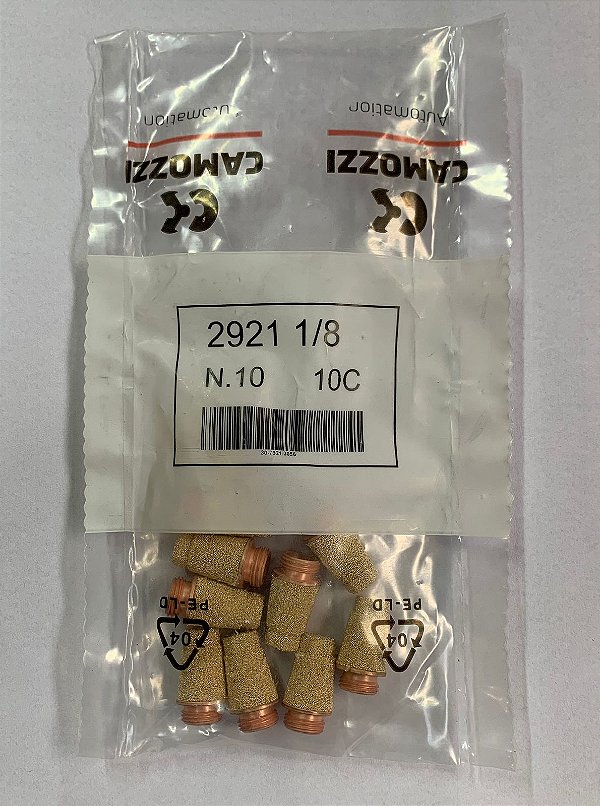 Automation
Automation
CAMOZZI
CAMOZZI
2921 1/8
N.10 10C
PE-LD
04
PE-LD
04